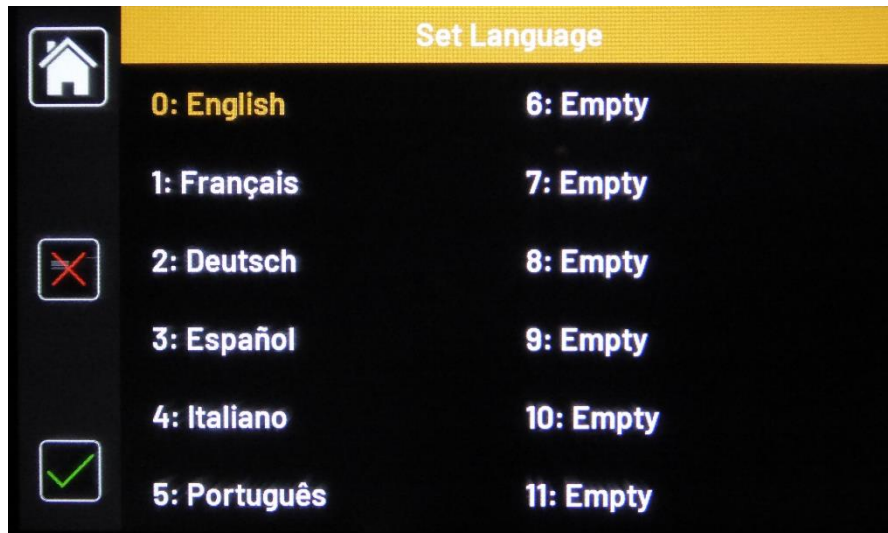 Set Language
0: English
1: Français
2: Deutsch
3: Español
4: Italiano
5: Português
6: Empty
7: Empty
8: Empty
9: Empty
10: Empty
11: Empty